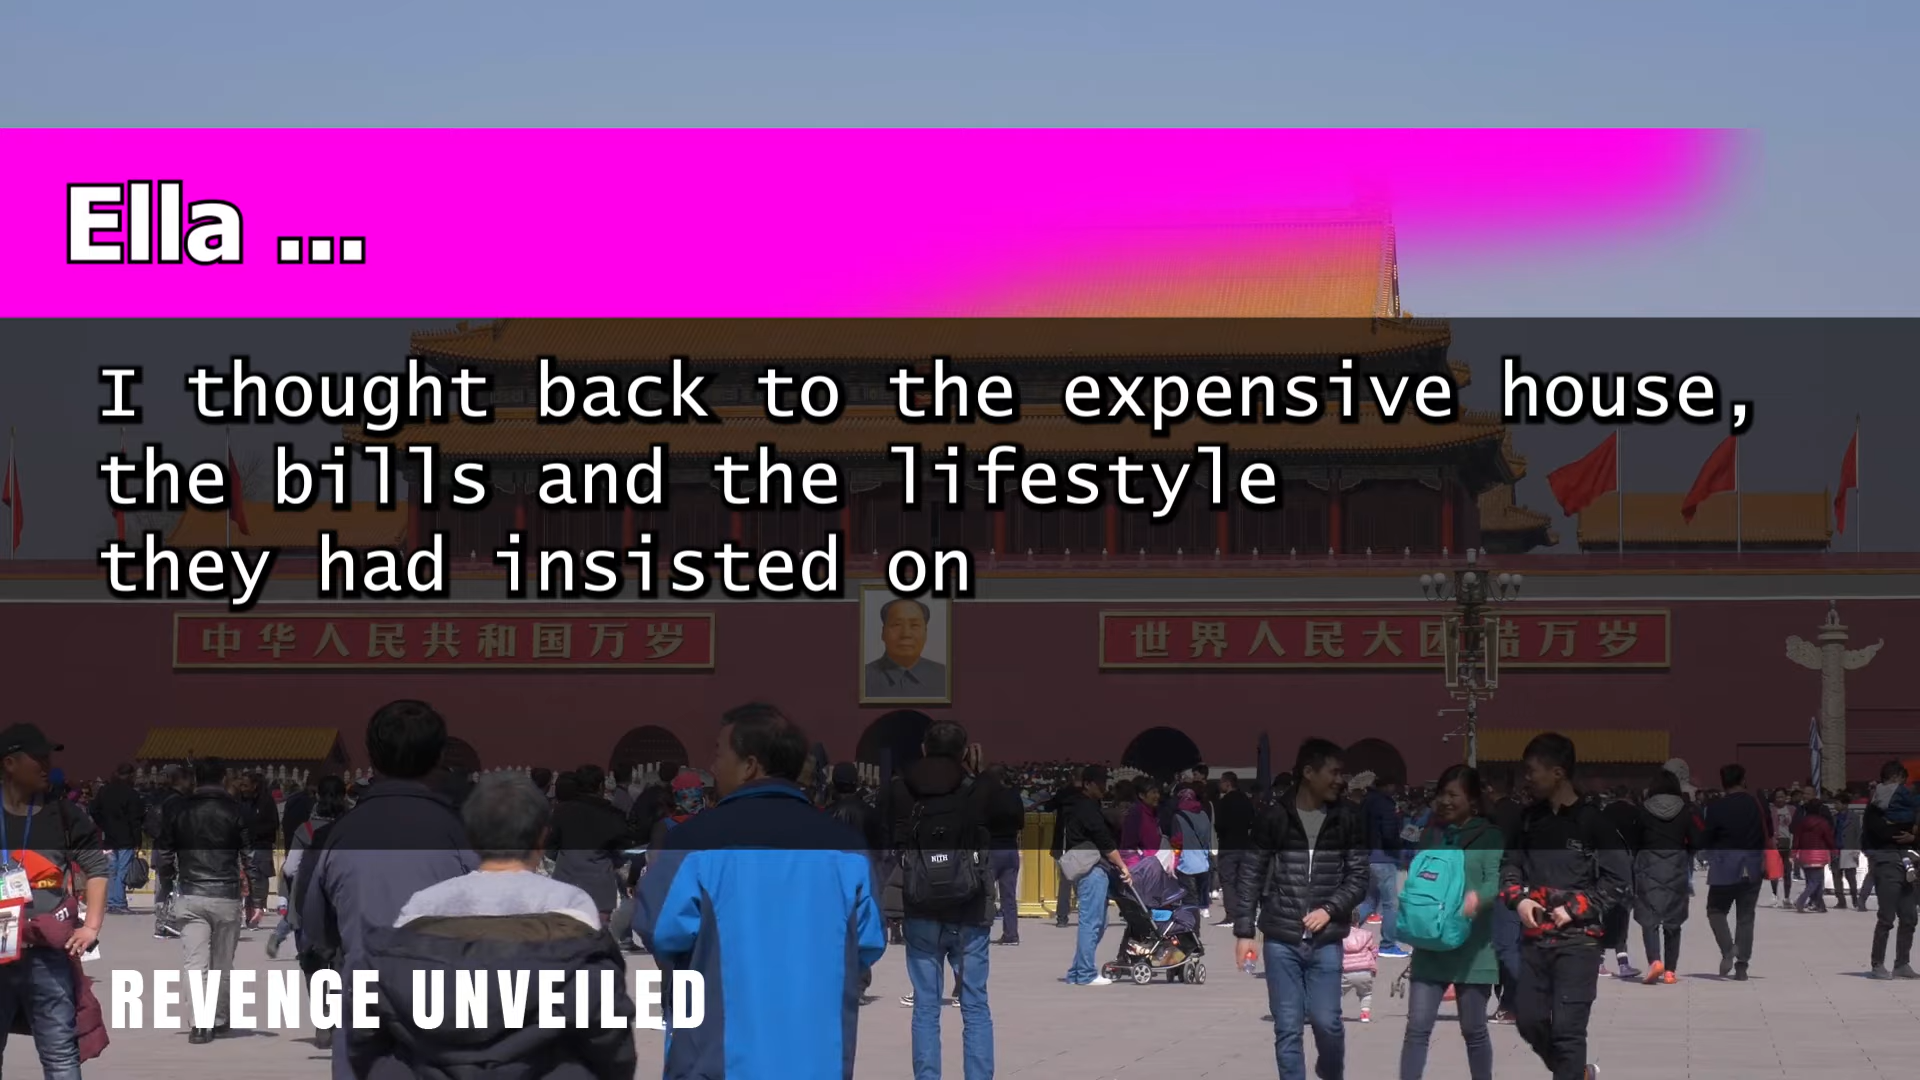 Ella ...
I thought back to the expensive house,
the bills and the lifestyle
they had insisted on
中华人民共和国万岁
世界人民大团结万岁
REVENGE UNVEILED